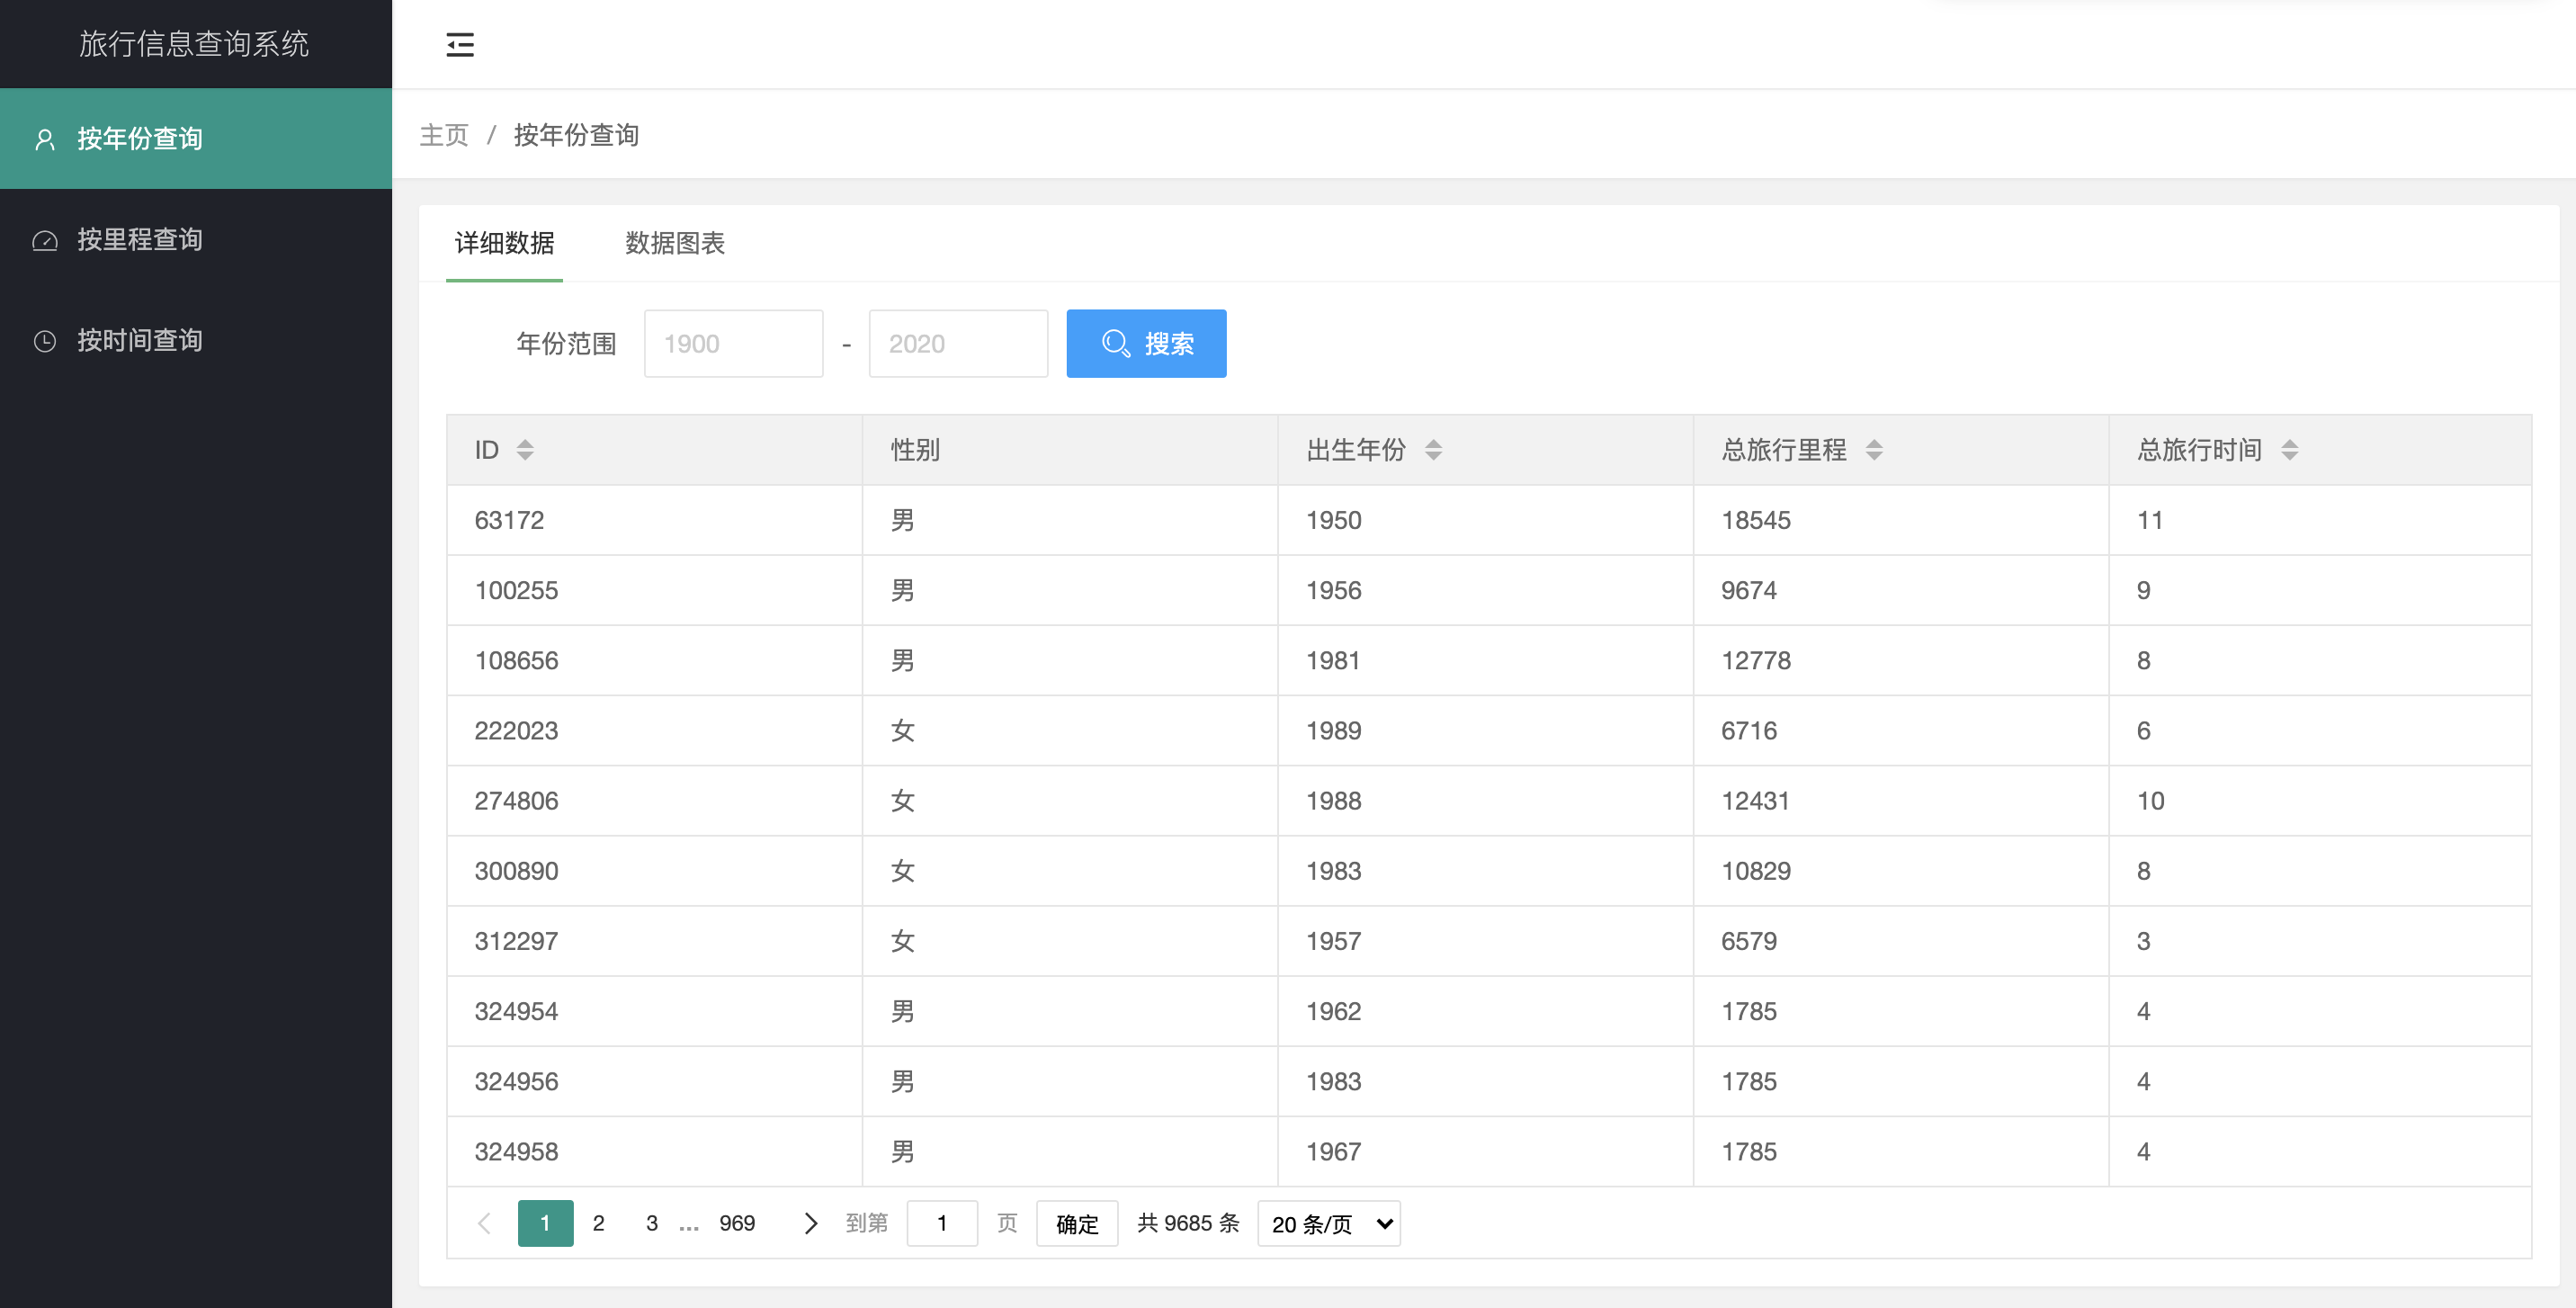 旅行信息查询系统
按年份查询
按里程查询
按时间查询
主页 / 按年份查询
详细数据 数据图表
年份范围 1900 - 2020 搜索
ID 性别 出生年份 总旅行里程 总旅行时间
63172 男 1950 18545 11
100255 男 1956 9674 9
108656 男 1981 12778 8
222023 女 1989 6716 6
274806 女 1988 12431 10
300890 女 1983 10829 8
312297 女 1957 6579 3
324954 男 1962 1785 4
324956 男 1983 1785 4
324958 男 1967 1785 4
1 2 3 … 969 到第 1 页 确定 共 9685 条 20 条/页